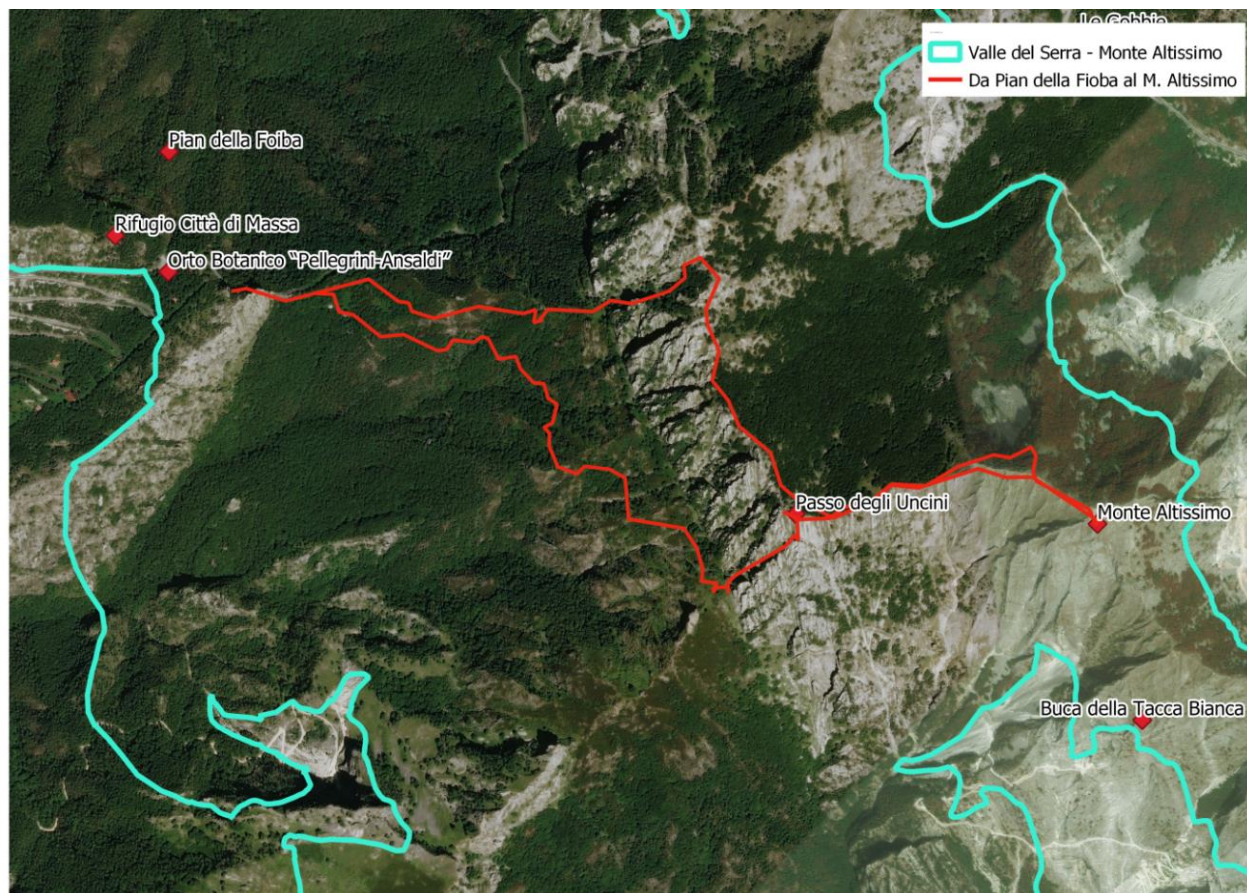 Le Gobbie
Valle del Serra - Monte Altissimo
Da Pian della Fioba al M. Altissimo
Pian della Foiba
Rifugio Città di Massa
Orto Botanico “Pellegrini-Ansaldi”
Passo degli Uncini
Monte Altissimo
Buca della Tacca Bianca